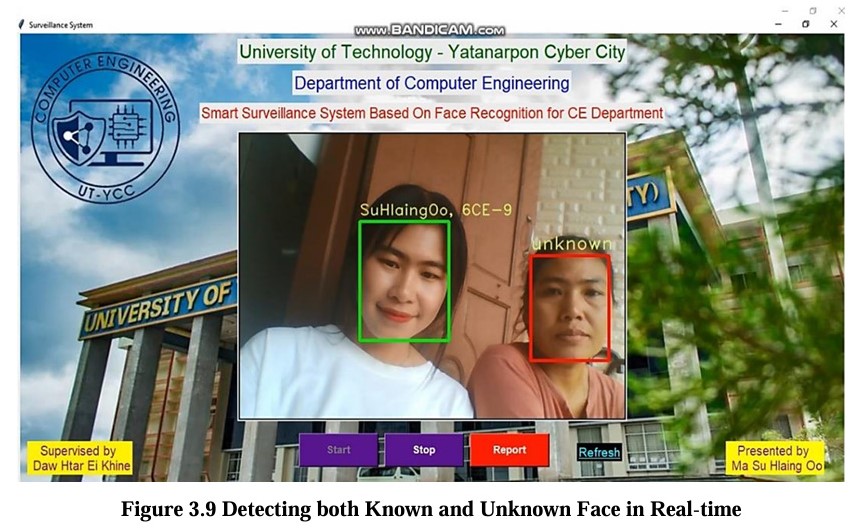 Surveillance System
www.BANDICAM.com
University of Technology - Yatanarpon Cyber City
Department of Computer Engineering
Smart Surveillance System Based On Face Recognition for CE Department
COMPUTER ENGINEERING
UT-YCC
TY)
SuHlaingOo, 6CE-9
unknown
UNIVERSITY OF
Start
Stop
Report
Refresh
Supervised by
Daw Htar Ei Khine
Presented by
Ma Su Hlaing Oo
Figure 3.9 Detecting both Known and Unknown Face in Real-time